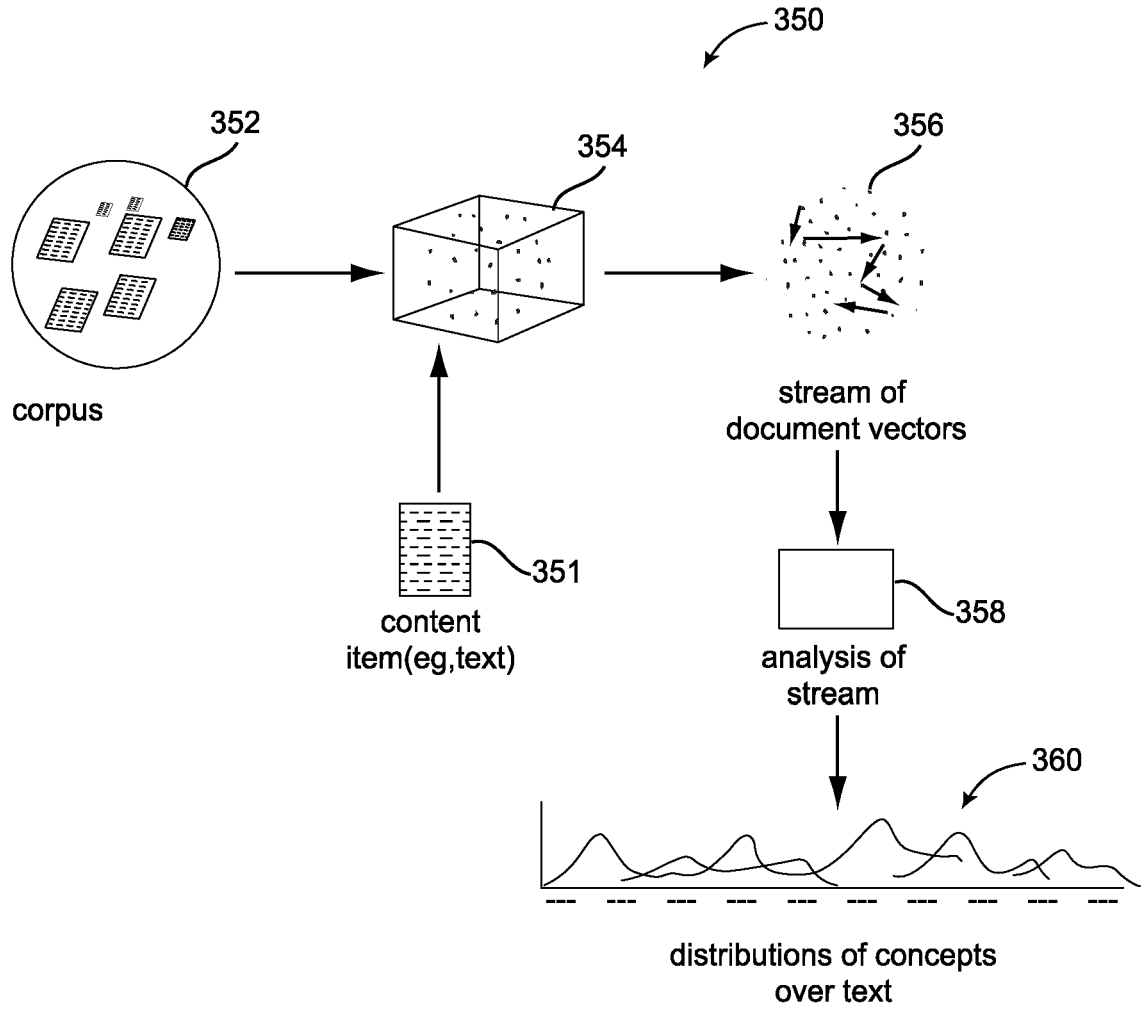 350
352
354
356
corpus
stream of
document vectors
351
content
item(eg,text)
358
analysis of
stream
360
distributions of concepts
over text